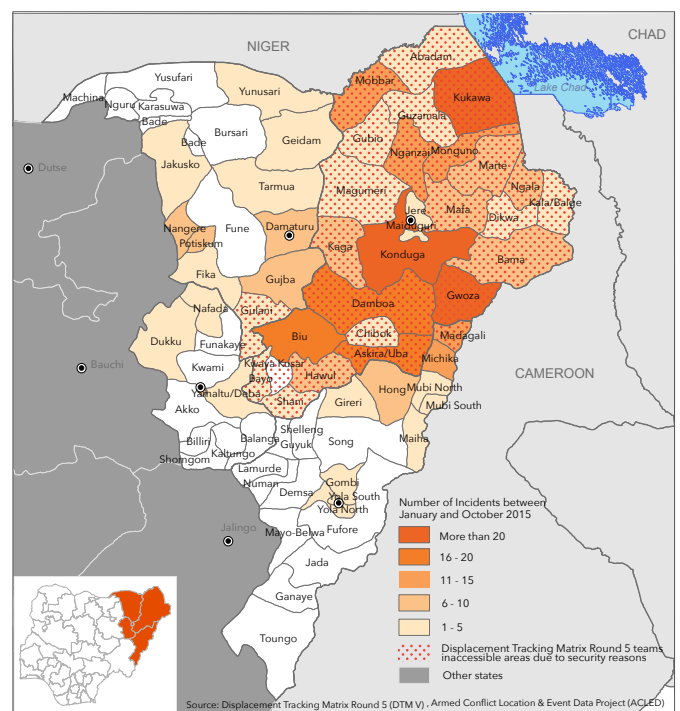 NIGER
CHAD
Lake Chad
Abadam
Yusufari
Mobbar
Yunusari
Kukawa
Machina
Nguru
Karasuwa
Guzamala
Bade
Bursari
Gubio
Geidam
Bade
Nganzai
Monguno
Jakusko
Marte
Dutse
Tarmua
Magumeri
Ngala
Kala/Balge
Jere
Mafa
Dikwa
Nangere
Fune
Damaturu
Maiduguri
Potiskum
Kaga
Konduga
Bama
Fika
Gujba
Gwoza
Nafada
Gulani
Damboa
Dukku
Funakaye
Biu
Chibok
Madagali
Askira/Uba
Michika
Bauchi
Kwami
Kwaya Kusar
Bayo
Hawul
CAMEROON
Yamaltu/Deba
Hong
Mubi North
Akko
Shani
Gireri
Mubi South
Billiri
Balanga
Shelleng
Guyuk
Song
Maiha
Kaltungo
Shomgom
Lamurde
Numan
Demsa
Gombi
Yola South
Yola North
Jalingo
Mayo-Belwa
Fufore
Jada
Ganaye
Toungo
Number of Incidents between
January and October 2015
More than 20
16 - 20
11 - 15
6 - 10
1 - 5
Displacement Tracking Matrix Round 5 teams
inaccessible areas due to security reasons
Other states
Source: Displacement Tracking Matrix Round 5 (DTM V) , Armed Conflict Location & Event Data Project (ACLED)